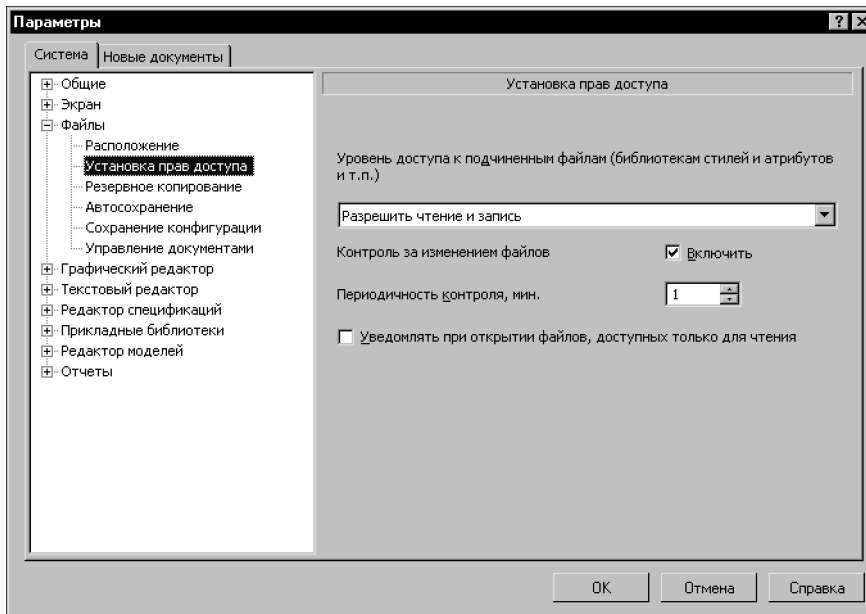 Параметры
Система
Новые документы
Общие
Экран
Файлы
Расположение
Установка прав доступа
Резервное копирование
Автосохранение
Сохранение конфигурации
Управление документами
Графический редактор
Текстовый редактор
Редактор спецификаций
Прикладные библиотеки
Редактор моделей
Отчеты
Установка прав доступа
Уровень доступа к подчиненным файлам (библиотекам стилей и атрибутов
и т.п.)
Разрешить чтение и запись
Контроль за изменением файлов
Включить
Периодичность контроля, мин.
1
Уведомлять при открытии файлов, доступных только для чтения
OK
Отмена
Справка